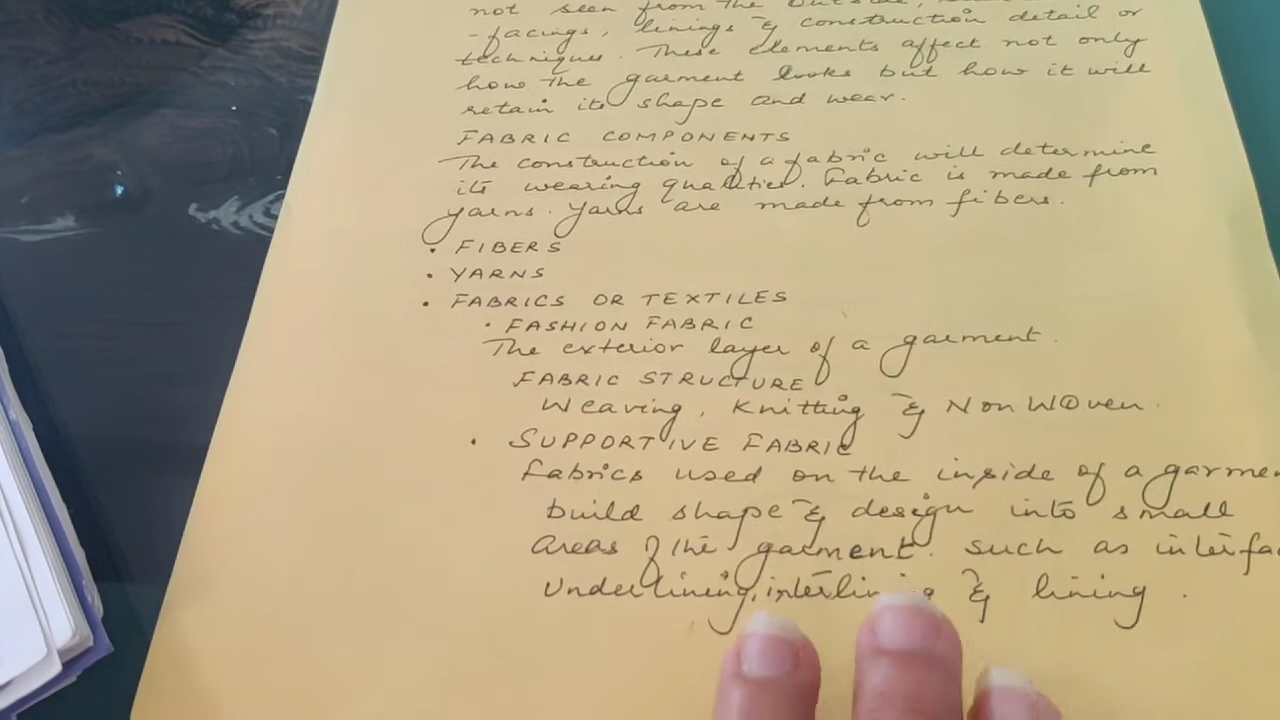 not seen from the outside,
-facings, linings & construction detail or
techniques. These elements affect not only
how the garment looks but how it will
retain its shape and wear.
FABRIC COMPONENTS
The construction of a fabric will determine
its wearing qualities. Fabric is made from
yarns. Yarns are made from fibers.
• FIBERS
• YARNS
• FABRICS OR TEXTILES
• FASHION FABRIC
The exterior layer of a garment.
FABRIC STRUCTURE
Weaving, Knitting & Non Woven.
• SUPPORTIVE FABRIC
Fabrics used on the inside of a garmen
build shape & design into small
areas of the garment. such as interfac
Underlining, interlining & lining.